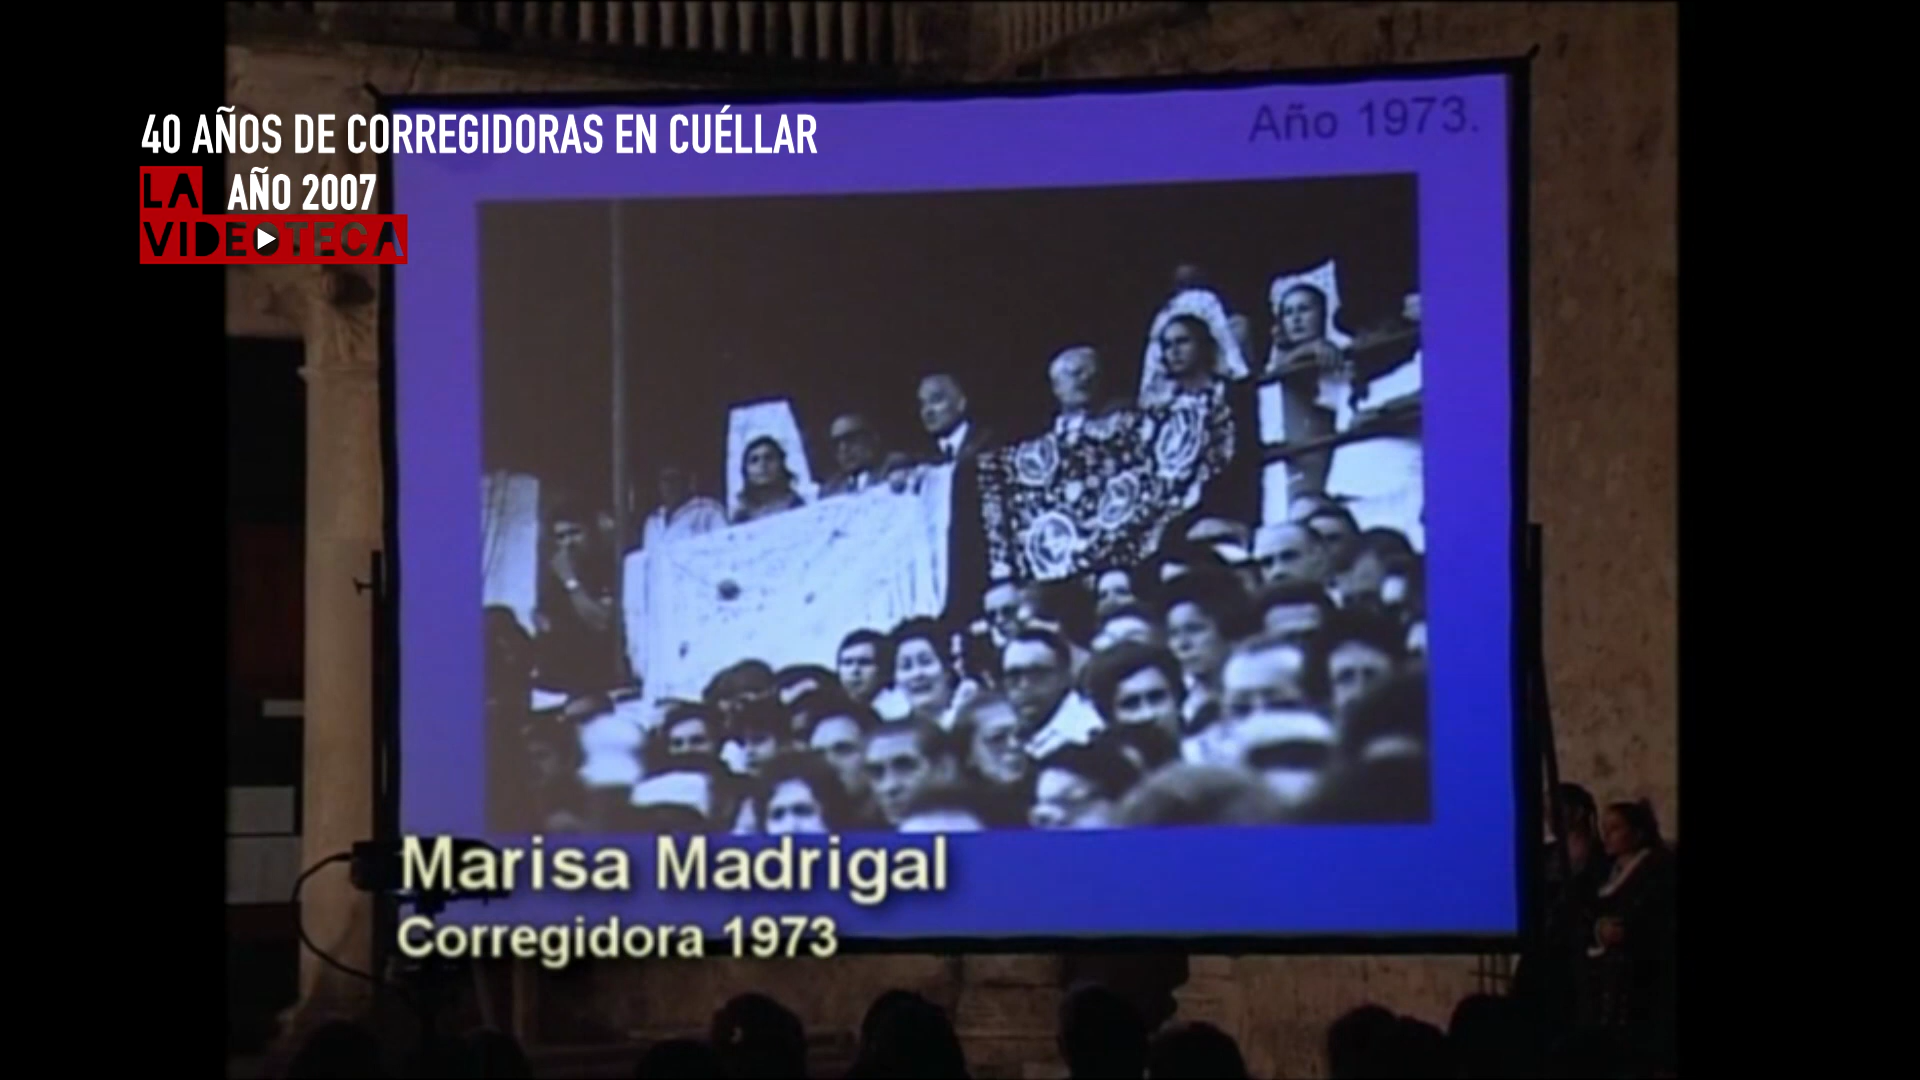 Año 1973.
40 AÑOS DE CORREGIDORAS EN CUÉLLAR
LA AÑO 2007
VIDEOTECA
Marisa Madrigal
Corregidora 1973